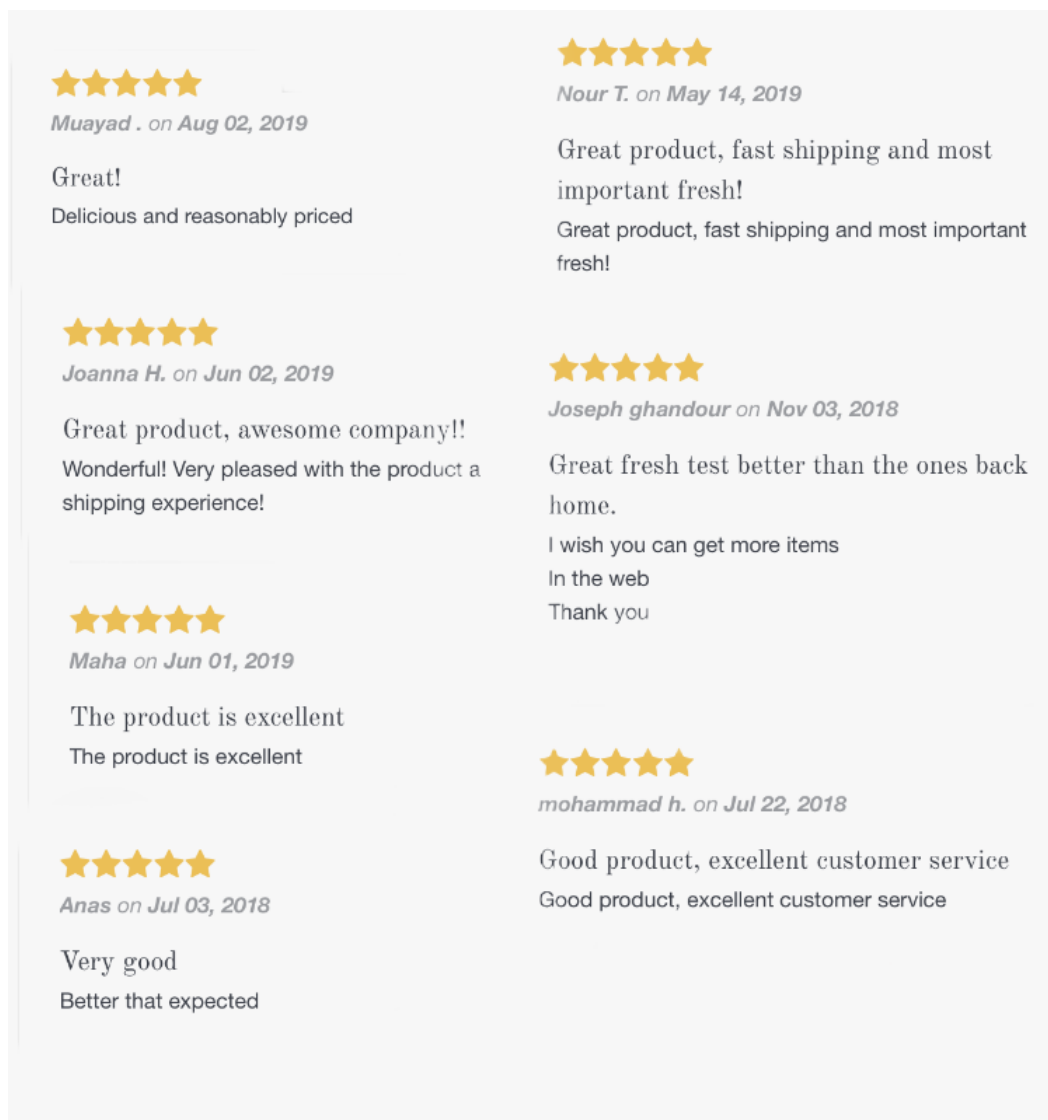 Muayad . on Aug 02, 2019
Great!
Delicious and reasonably priced
Joanna H. on Jun 02, 2019
Great product, awesome company!!
Wonderful! Very pleased with the product a
shipping experience!
Maha on Jun 01, 2019
The product is excellent
The product is excellent
Anas on Jul 03, 2018
Very good
Better that expected
Nour T. on May 14, 2019
Great product, fast shipping and most
important fresh!
Great product, fast shipping and most important
fresh!
Joseph ghandour on Nov 03, 2018
Great fresh test better than the ones back
home.
I wish you can get more items
In the web
Thank you
mohammad h. on Jul 22, 2018
Good product, excellent customer service
Good product, excellent customer service